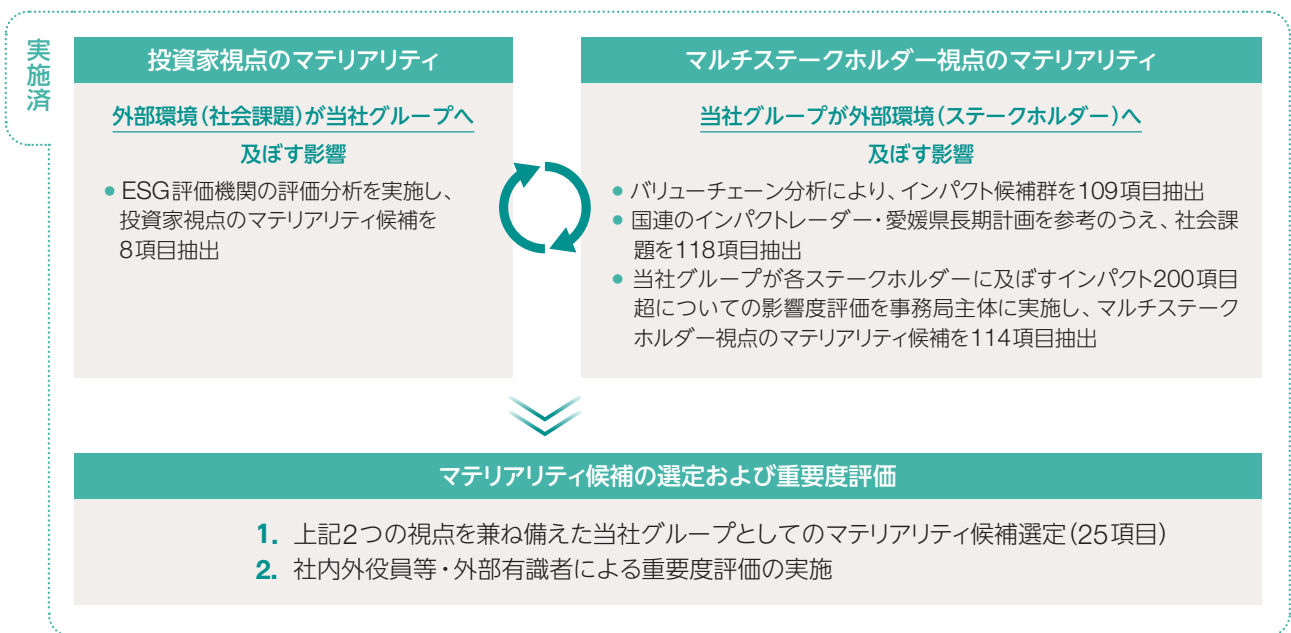 実施済
投資家視点のマテリアリティ
外部環境(社会課題)が当社グループへ
及ぼす影響
● ESG評価機関の評価分析を実施し、
投資家視点のマテリアリティ候補を
8項目抽出
マルチステークホルダー視点のマテリアリティ
当社グループが外部環境(ステークホルダー)へ
及ぼす影響
● バリューチェーン分析により、インパクト候補群を109項目抽出
● 国連のインパクトレーダー・愛媛県長期計画を参考のうえ、社会課
題を118項目抽出
● 当社グループが各ステークホルダーに及ぼすインパクト200項目
超についての影響度評価を事務局主体に実施し、マルチステーク
ホルダー視点のマテリアリティ候補を114項目抽出
マテリアリティ候補の選定および重要度評価
1. 上記2つの視点を兼ね備えた当社グループとしてのマテリアリティ候補選定(25項目)
2. 社内外役員等・外部有識者による重要度評価の実施